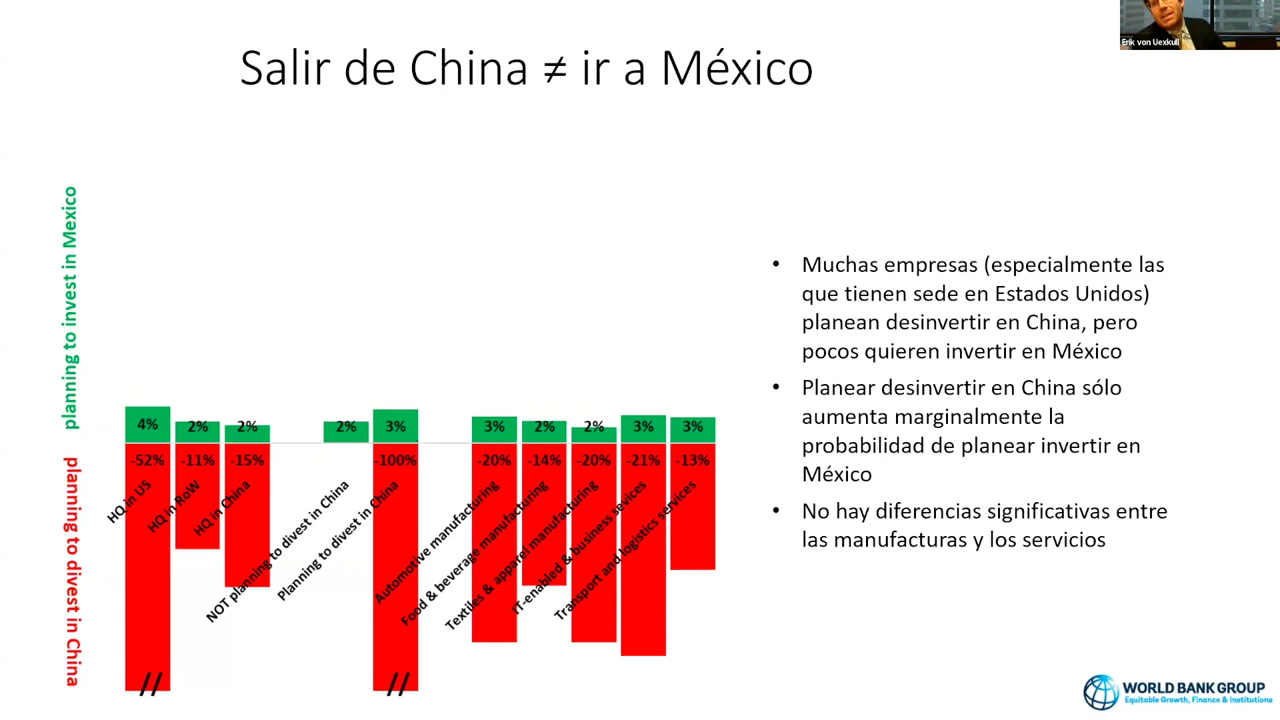 Erik von Uexkull
Salir de China ≠ ir a México
planning to invest in Mexico
planning to divest in China
4%
2%
2%
2%
3%
3%
2%
2%
3%
3%
-52%
-11%
-15%
-100%
-20%
-14%
-20%
-21%
-13%
HQ in US
HQ in RoW
HQ in China
NOT planning to divest in China
Planning to divest in China
Automotive manufacturing
Food & beverage manufacturing
Textiles & apparel manufacturing
IT-enabled & business sevices
Transport and logistics services
//
//
• Muchas empresas (especialmente las
que tienen sede en Estados Unidos)
planean desinvertir en China, pero
pocos quieren invertir en México
• Planear desinvertir en China sólo
aumenta marginalmente la
probabilidad de planear invertir en
México
• No hay diferencias significativas entre
las manufacturas y los servicios
WORLD BANK GROUP
Equitable Growth, Finance & Institutions